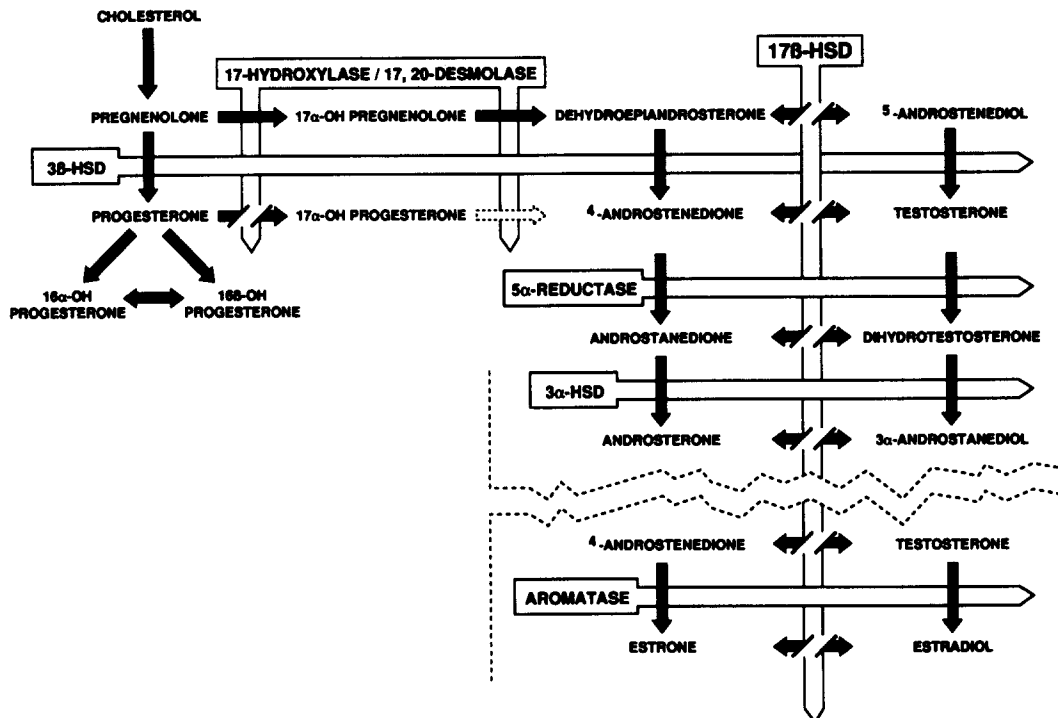 CHOLESTEROL
17-HYDROXYLASE / 17, 20-DESMOLASE
17ß-HSD
PREGNENOLONE
17α-OH PREGNENOLONE
DEHYDROEPIANDROSTERONE
5-ANDROSTENEDIOL
3ß-HSD
PROGESTERONE
17α-OH PROGESTERONE
4-ANDROSTENEDIONE
TESTOSTERONE
16α-OH
PROGESTERONE
16ß-OH
PROGESTERONE
5α-REDUCTASE
ANDROSTANEDIONE
DIHYDROTESTOSTERONE
3α-HSD
ANDROSTERONE
3α-ANDROSTANEDIOL
4-ANDROSTENEDIONE
TESTOSTERONE
AROMATASE
ESTRONE
ESTRADIOL